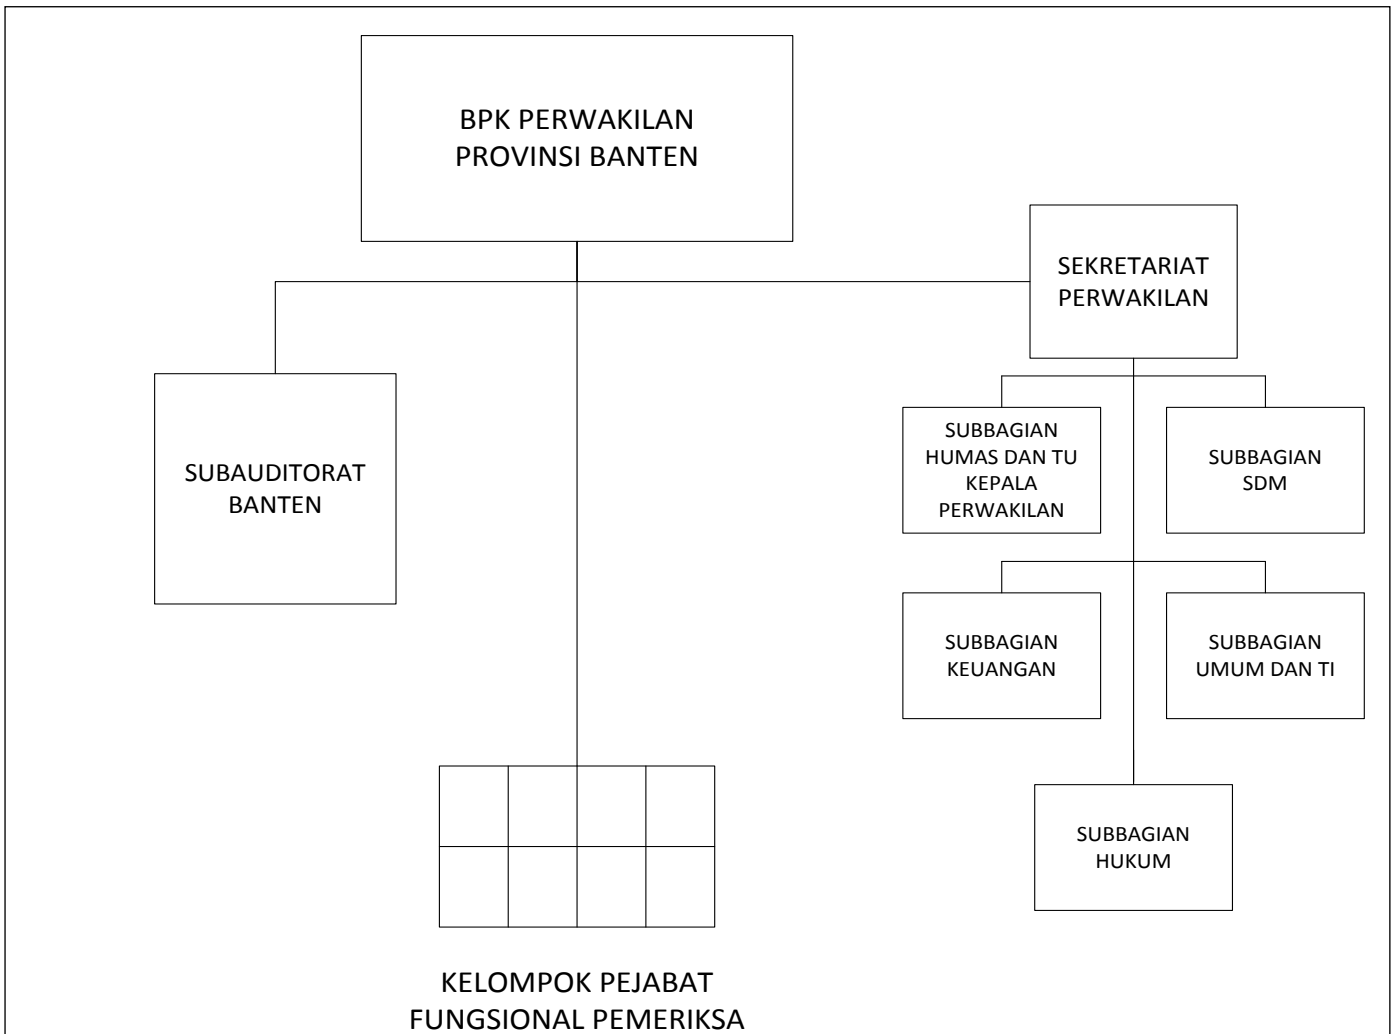 BPK PERWAKILAN
PROVINSI BANTEN
SEKRETARIAT
PERWAKILAN
SUBAUDITORAT
BANTEN
SUBBAGIAN
HUMAS DAN TU
KEPALA
PERWAKILAN
SUBBAGIAN
SDM
SUBBAGIAN
KEUANGAN
SUBBAGIAN
UMUM DAN TI
SUBBAGIAN
HUKUM
KELOMPOK PEJABAT
FUNGSIONAL PEMERIKSA